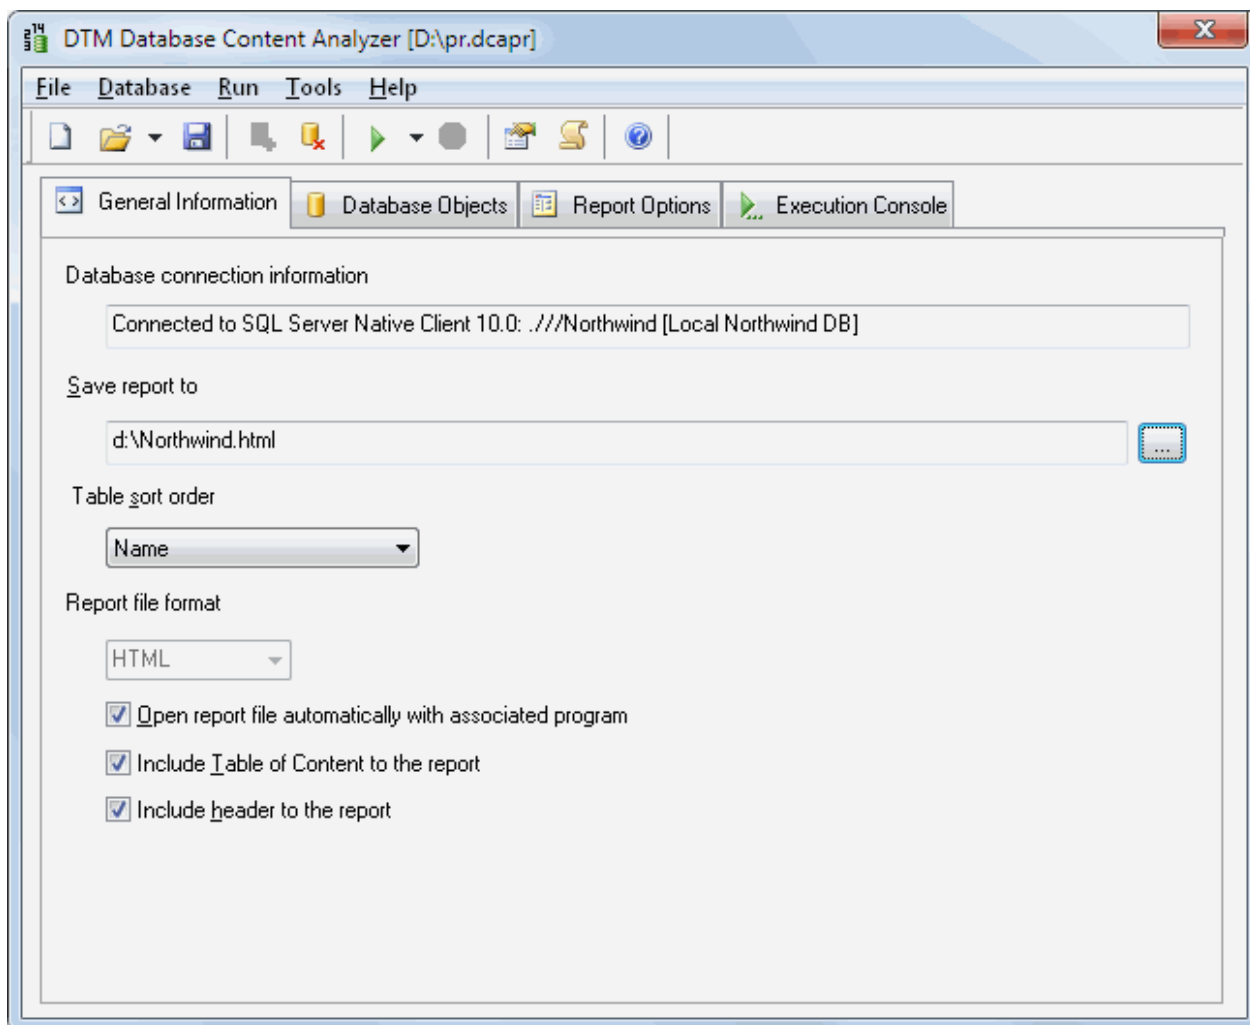 DTM Database Content Analyzer [D:\pr.dcapr]
File Database Run Tools Help
General Information Database Objects Report Options Execution Console
Database connection information
Connected to SQL Server Native Client 10.0: .///Northwind [Local Northwind DB]
Save report to
d:\Northwind.html
...
Table sort order
Name
Report file format
HTML
Open report file automatically with associated program
Include Table of Content to the report
Include header to the report